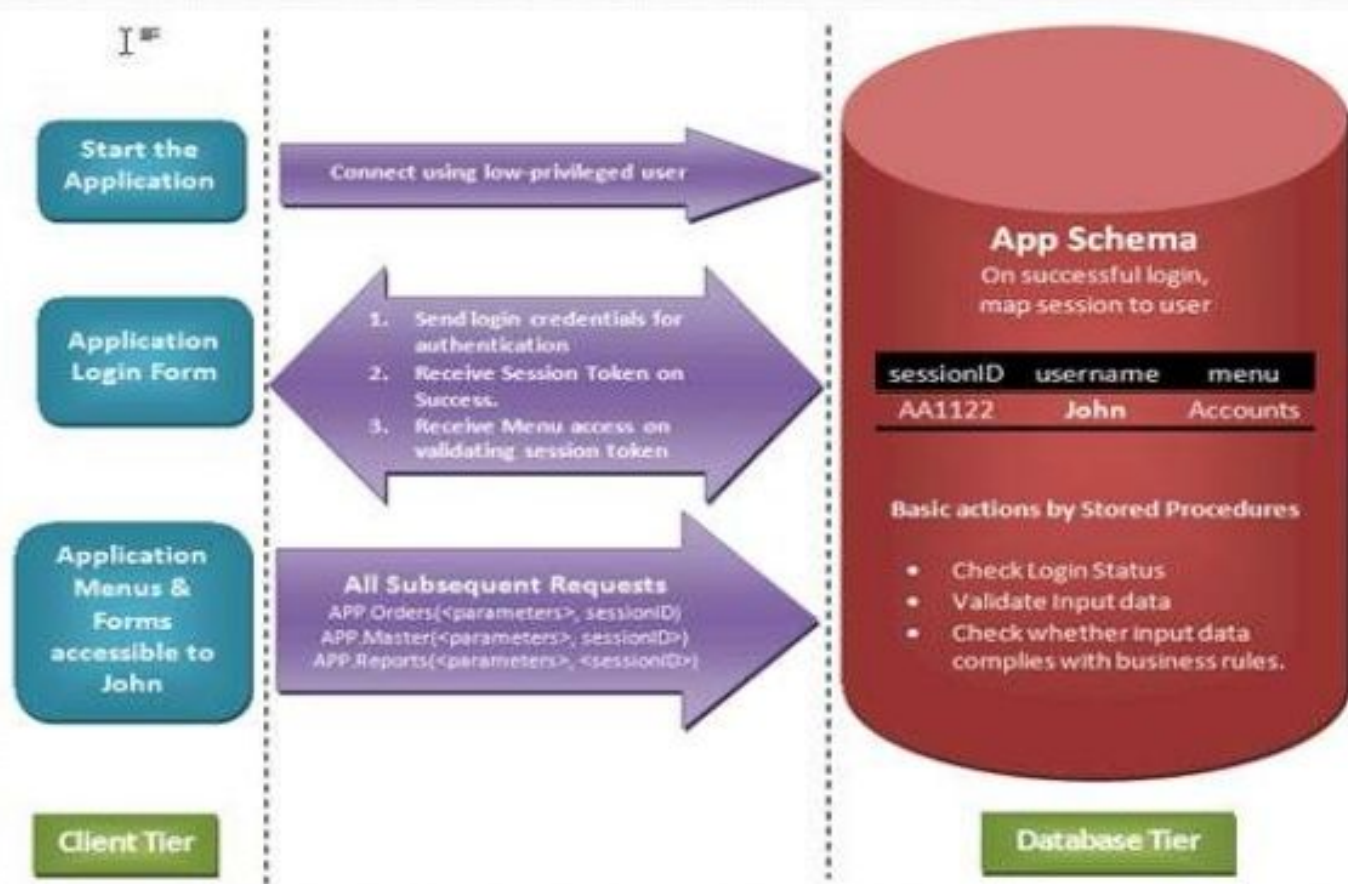 Start the
Application
Connect using low-privileged user
Application
Login Form
1. Send login credentials for
authentication
2. Receive Session Token on
Success.
3. Receive Menu access on
validating session token
Application
Menus &
Forms
accessible to
John
All Subsequent Requests
APP.Orders(<parameters>, sessionID)
APP.Master(<parameters>, sessionID>)
APP.Reports(<parameters>, <sessionID>)
App Schema
On successful login,
map session to user
sessionID username menu
AA1122 John Accounts
Basic actions by Stored Procedures
• Check Login Status
• Validate Input data
• Check whether input data
complies with business rules.
Client Tier
Database Tier